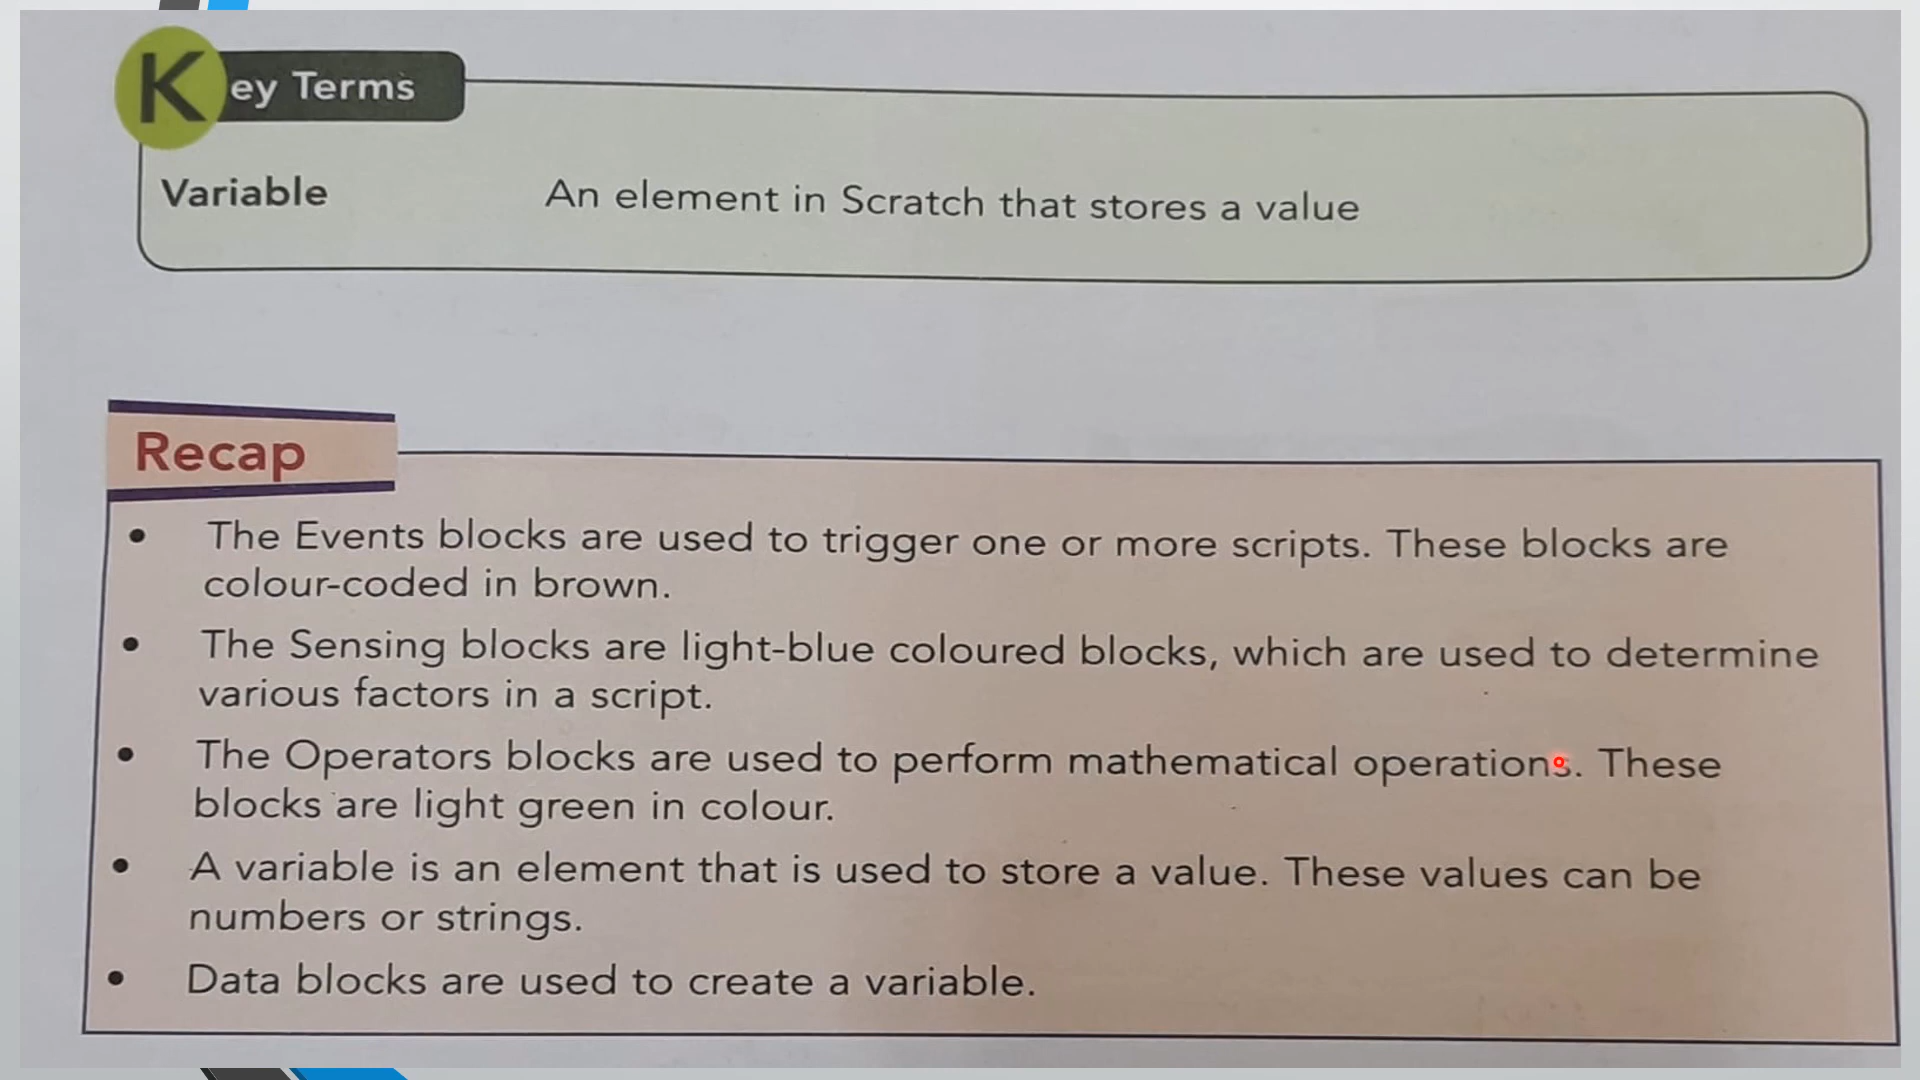 Key Terms
Variable An element in Scratch that stores a value
Recap
• The Events blocks are used to trigger one or more scripts. These blocks are
colour-coded in brown.
• The Sensing blocks are light-blue coloured blocks, which are used to determine
various factors in a script.
• The Operators blocks are used to perform mathematical operations. These
blocks are light green in colour.
• A variable is an element that is used to store a value. These values can be
numbers or strings.
• Data blocks are used to create a variable.